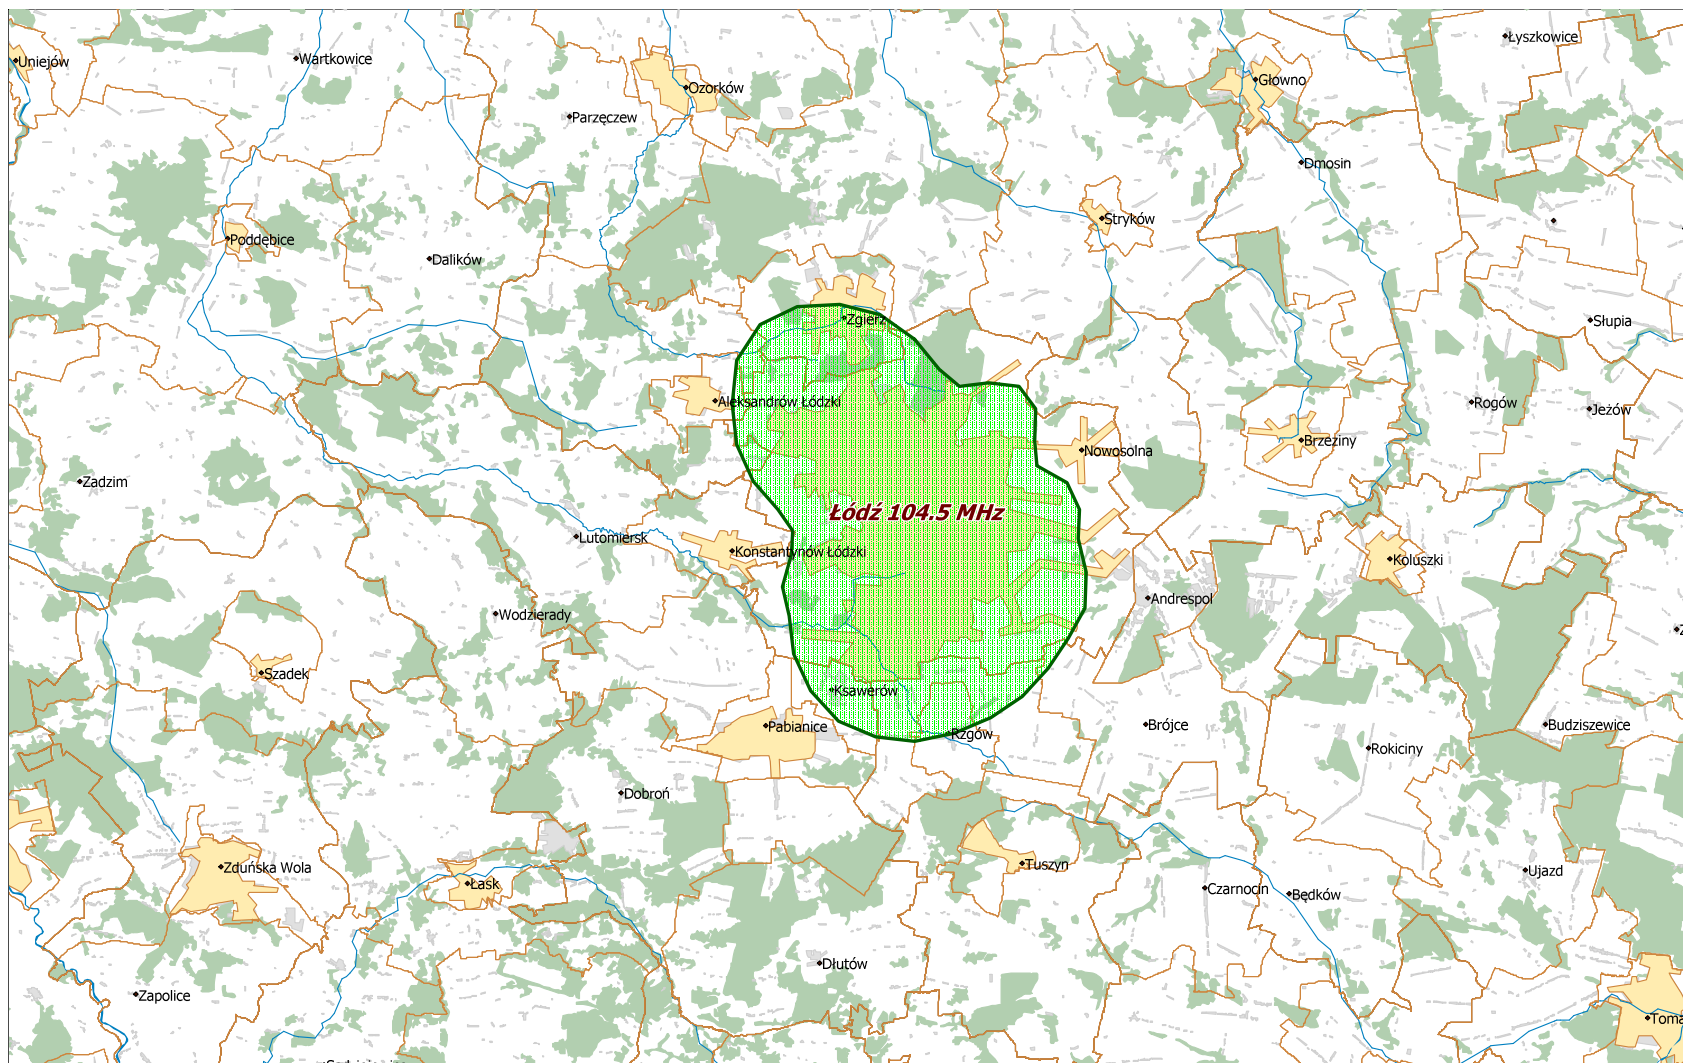 Łyszkowice
Uniejów
Wartkowice
Głowno
Ozorków
Parzęczew
Dmosin
Stryków
Poddębice
Dalików
Zgierz
Słupia
Aleksandrów Łódzki
Rogów
Jeżów
Nowosolna
Brzeziny
Zadzim
Łódź 104.5 MHz
Lutomiersk
Konstantynów Łódzki
Koluszki
Andrespol
Wodzierady
Szadek
Ksawerów
Pabianice
Rzgów
Brójce
Budziszewice
Rokiciny
Dobroń
Zduńska Wola
Łask
Tuszyn
Czarnocin
Będków
Ujazd
Dłutów
Zapolice
Toma